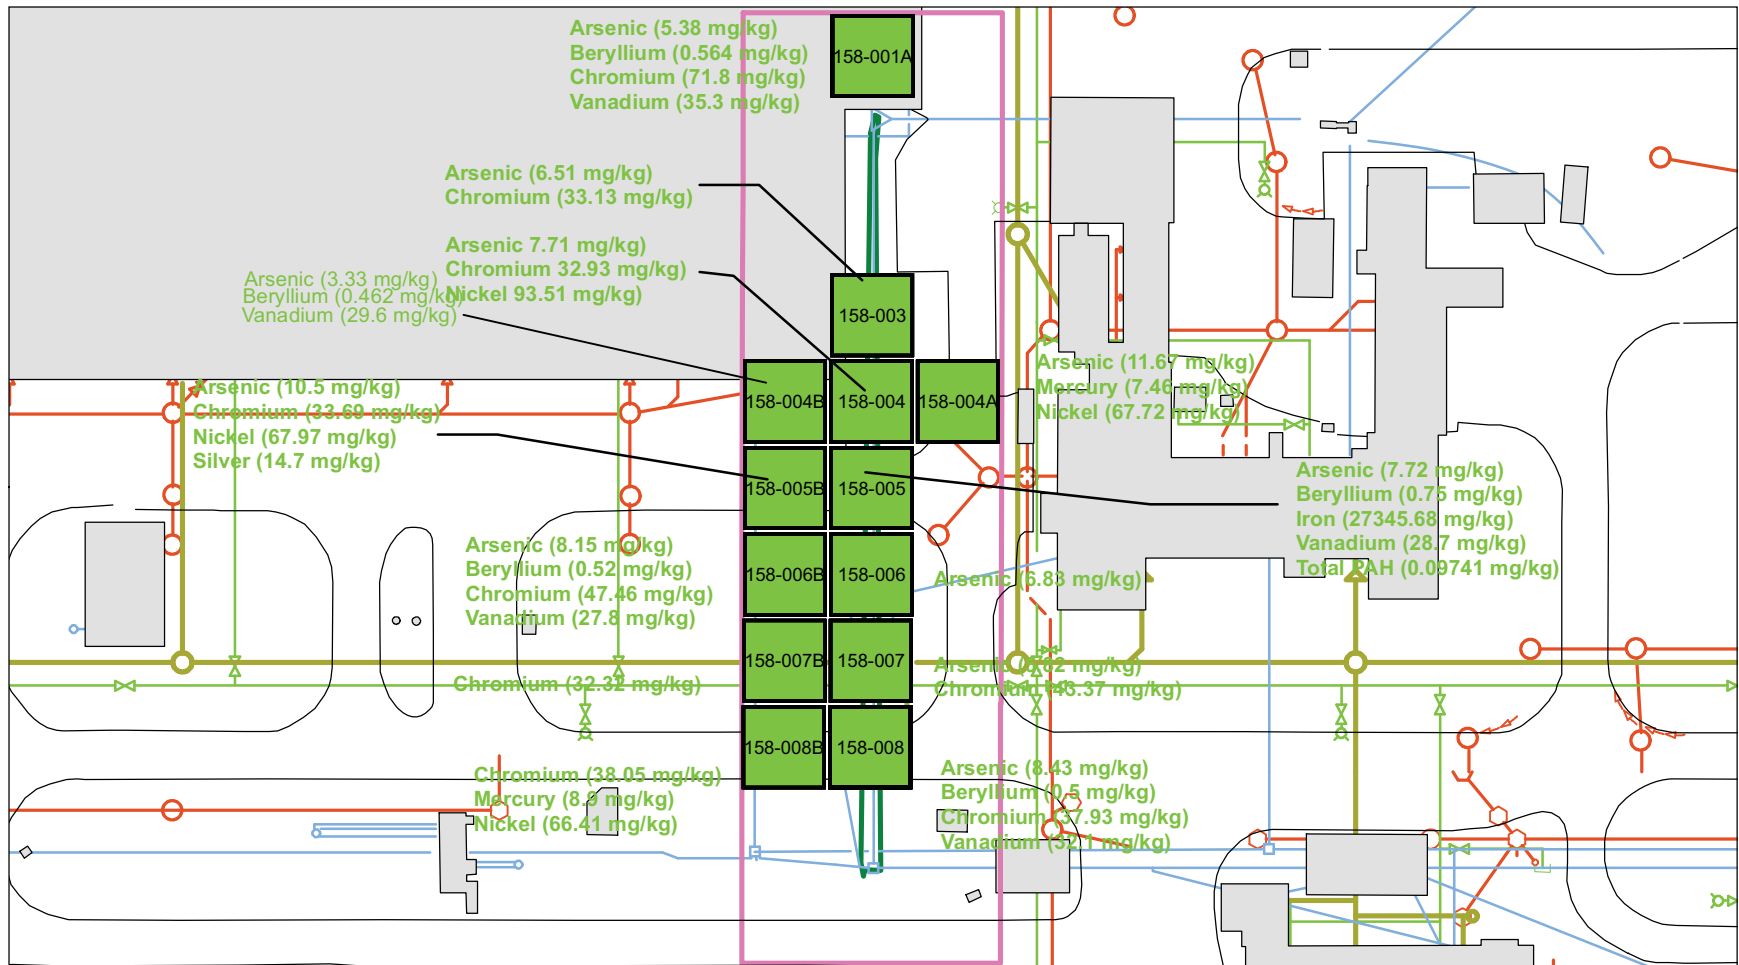 Arsenic (5.38 mg/kg)
Beryllium (0.564 mg/kg)
Chromium (71.8 mg/kg)
Vanadium (35.3 mg/kg)
158-001A
Arsenic (6.51 mg/kg)
Chromium (33.13 mg/kg)
Arsenic 7.71 mg/kg)
Chromium 32.93 mg/kg)
Nickel 93.51 mg/kg)
Arsenic (3.33 mg/kg)
Beryllium (0.462 mg/kg)
Vanadium (29.6 mg/kg)
158-003
158-004B
158-004
158-004A
Arsenic (11.67 mg/kg)
Mercury (7.46 mg/kg)
Nickel (67.72 mg/kg)
Arsenic (10.5 mg/kg)
Chromium (33.69 mg/kg)
Nickel (67.97 mg/kg)
Silver (14.7 mg/kg)
158-005B
158-005
Arsenic (7.72 mg/kg)
Beryllium (0.75 mg/kg)
Iron (27345.68 mg/kg)
Vanadium (28.7 mg/kg)
Total PAH (0.09741 mg/kg)
Arsenic (8.15 mg/kg)
Beryllium (0.52 mg/kg)
Chromium (47.46 mg/kg)
Vanadium (27.8 mg/kg)
158-006B
158-006
Arsenic (6.83 mg/kg)
158-007B
158-007
Arsenic mg/kg)
Chromium (43.37 mg/kg)
Chromium (32.32 mg/kg)
158-008B
158-008
Chromium (38.05 mg/kg)
Mercury (8.9 mg/kg)
Nickel (66.41 mg/kg)
Arsenic (8.43 mg/kg)
Beryllium (0.5 mg/kg)
Chromium (37.93 mg/kg)
Vanadium (32.1 mg/kg)